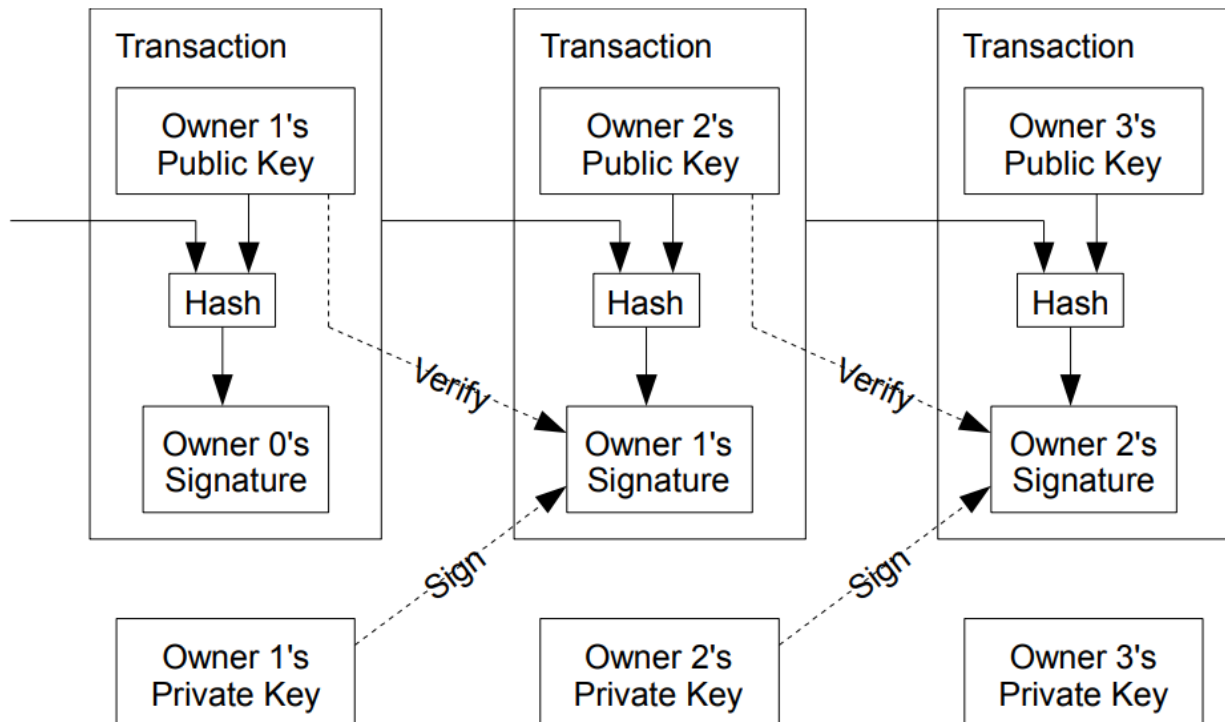 Transaction
Transaction
Transaction
Owner 1's
Public Key
Owner 2's
Public Key
Owner 3's
Public Key
Hash
Hash
Hash
Verify
Verify
Owner 0's
Signature
Owner 1's
Signature
Owner 2's
Signature
Sign
Sign
Owner 1's
Private Key
Owner 2's
Private Key
Owner 3's
Private Key